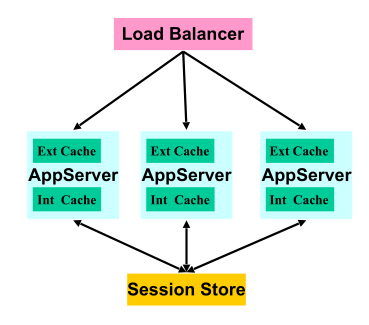 Load Balancer
Ext Cache
AppServer
Int Cache
Ext Cache
AppServer
Int Cache
Ext Cache
AppServer
Int Cache
Session Store